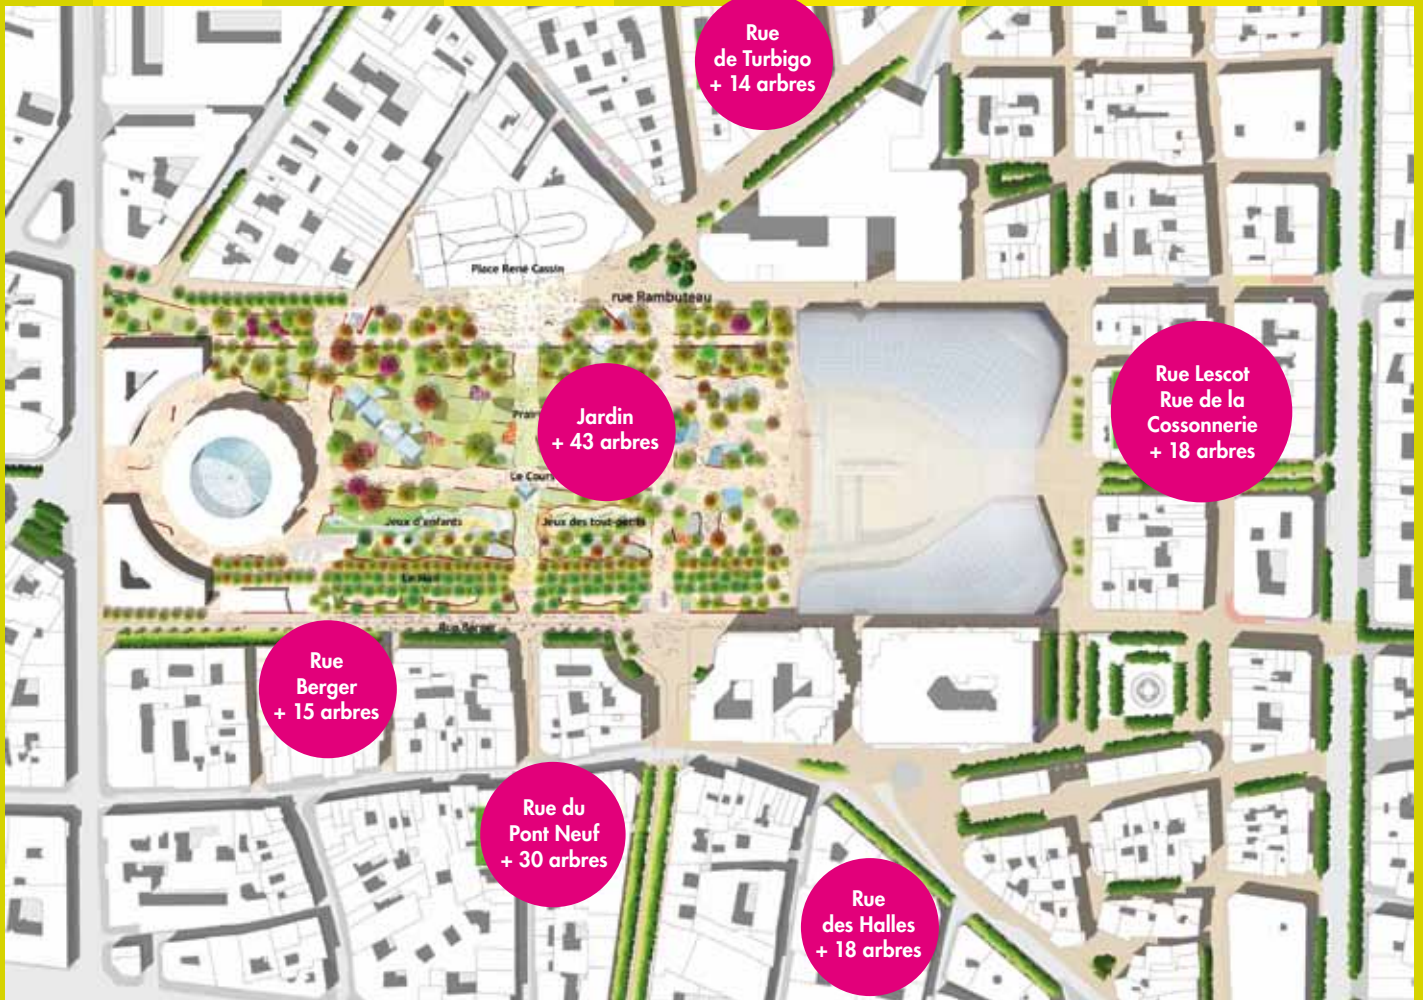 Rue
de Turbigo
+ 14 arbres
Place René Cassin
rue Rambuteau
Jardin
+ 43 arbres
Rue Lescot
Rue de la
Cossonnerie
+ 18 arbres
Le Cours
Jeux d'enfants
Jeux des tout-petits
Le Mail
Rue Berger
Rue
Berger
+ 15 arbres
Rue du
Pont Neuf
+ 30 arbres
Rue
des Halles
+ 18 arbres